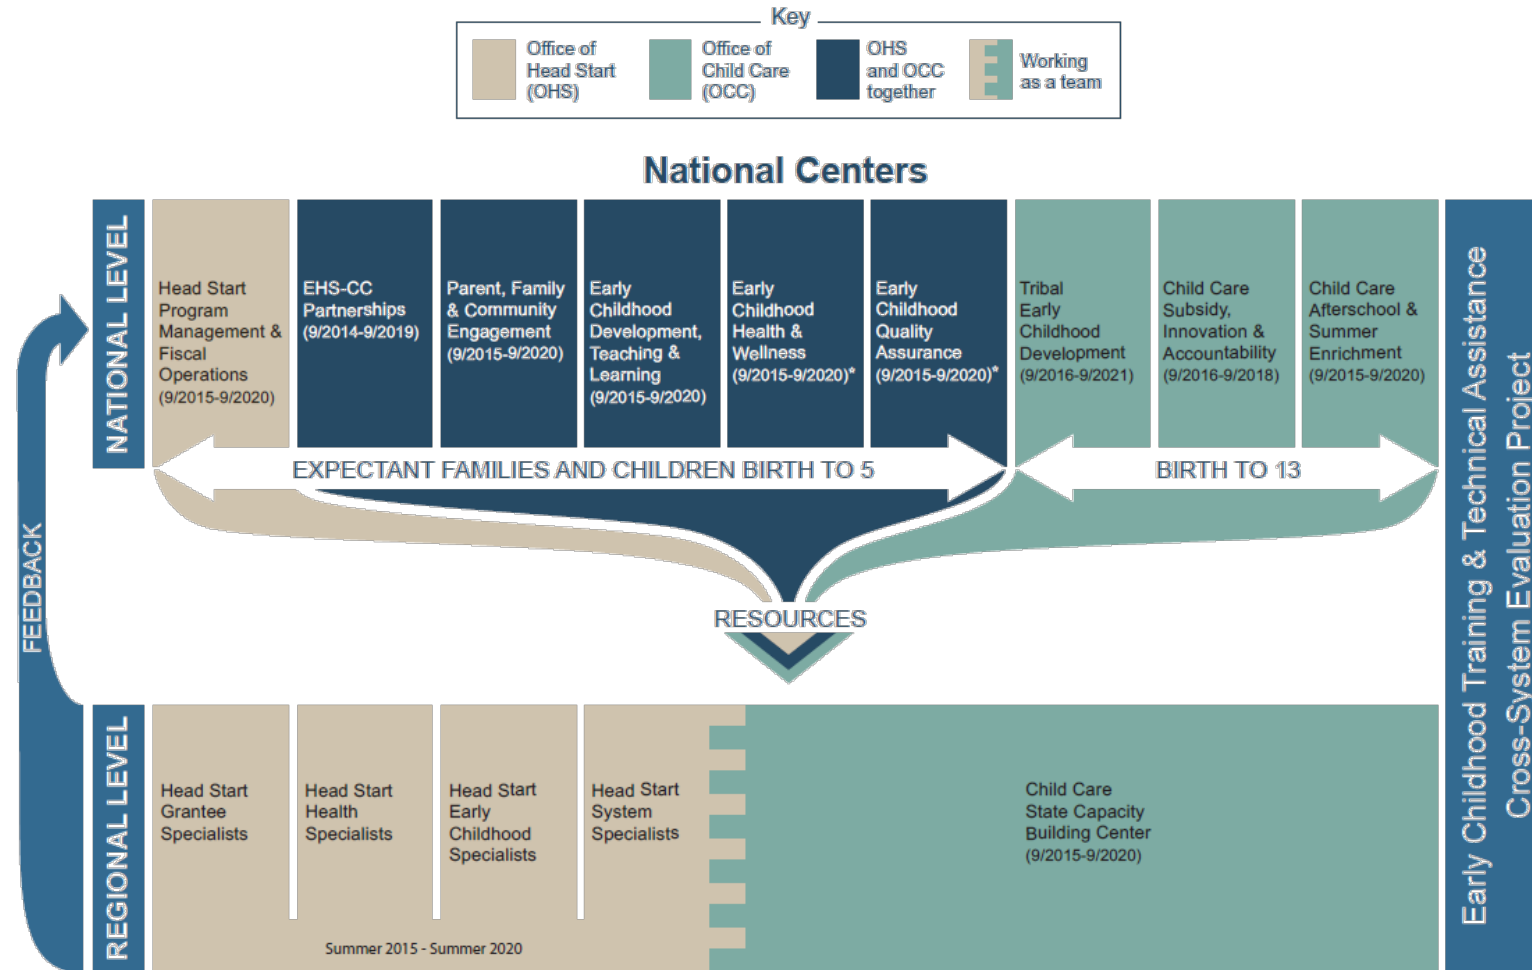 Key
Office of
Head Start
(OHS)
Office of
Child Care
(OCC)
OHS
and OCC
together
Working
as a team
National Centers
NATIONAL LEVEL
Head Start
Program
Management &
Fiscal
Operations
(9/2015-9/2020)
EHS-CC
Partnerships
(9/2014-9/2019)
Parent, Family
& Community
Engagement
(9/2015-9/2020)
Early
Childhood
Development,
Teaching &
Learning
(9/2015-9/2020)
Early
Childhood
Health &
Wellness
(9/2015-9/2020)*
Early
Childhood
Quality
Assurance
(9/2015-9/2020)*
Tribal
Early
Childhood
Development
(9/2016-9/2021)
Child Care
Subsidy,
Innovation &
Accountability
(9/2016-9/2018)
Child Care
Afterschool &
Summer
Enrichment
(9/2015-9/2020)
EXPECTANT FAMILIES AND CHILDREN BIRTH TO 5
BIRTH TO 13
RESOURCES
FEEDBACK
REGIONAL LEVEL
Head Start
Grantee
Specialists
Head Start
Health
Specialists
Head Start
Early
Childhood
Specialists
Head Start
System
Specialists
Summer 2015 - Summer 2020
Child Care
State Capacity
Building Center
(9/2015-9/2020)
Early Childhood Training & Technical Assistance
Cross-System Evaluation Project